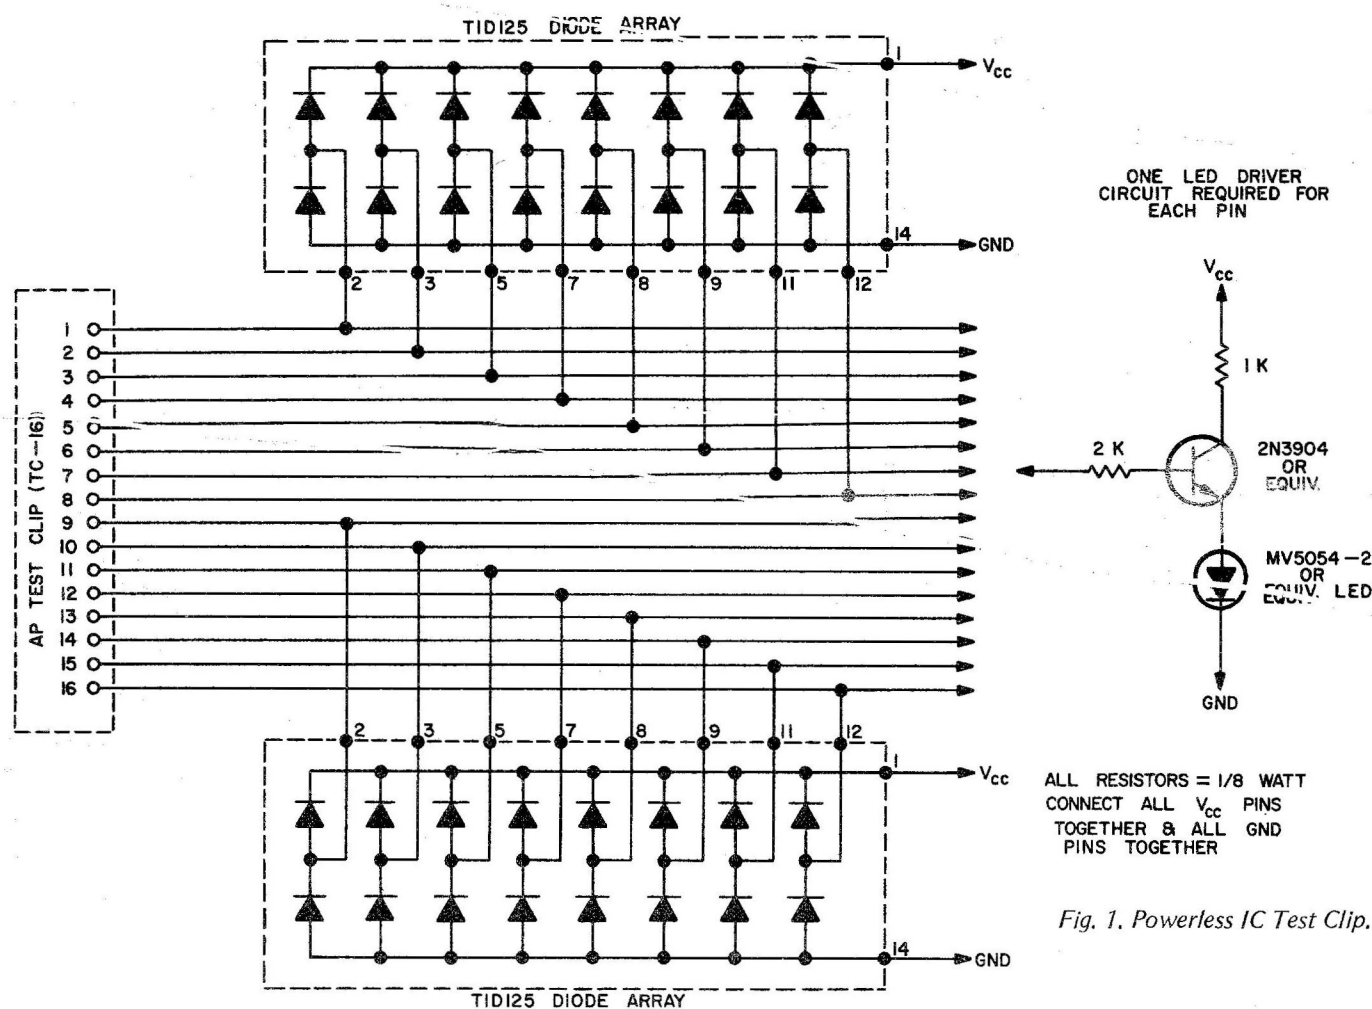 TID125 DIODE ARRAY
1
VCC
14
GND
2 3 5 7 8 9 11 12
AP TEST CLIP (TC-16)
1
2
3
4
5
6
7
8
9
10
11
12
13
14
15
16
2 3 5 7 8 9 11 12
1
VCC
14
GND
TID125 DIODE ARRAY
ONE LED DRIVER
CIRCUIT REQUIRED FOR
EACH PIN
VCC
1 K
2 K
2N3904
OR
EQUIV.
MV5054-2
OR
EQUIV. LED
GND
ALL RESISTORS = 1/8 WATT
CONNECT ALL VCC PINS
TOGETHER & ALL GND
PINS TOGETHER
Fig. 1. Powerless IC Test Clip.